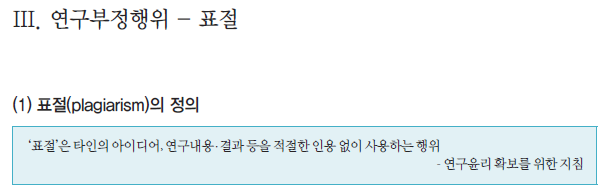 III. 연구부정행위 – 표절
(1) 표절(plagiarism)의 정의
‘표절’은 타인의 아이디어, 연구내용·결과 등을 적절한 인용 없이 사용하는 행위
- 연구윤리 확보를 위한 지침